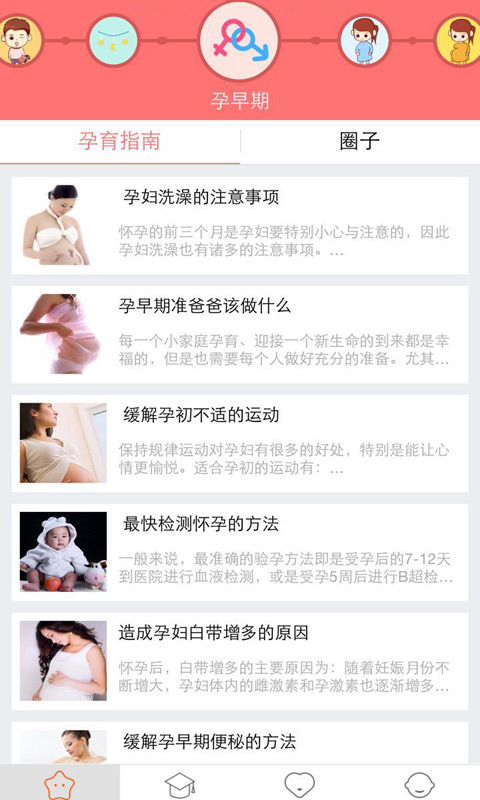 孕早期
孕育指南
圈子
孕妇洗澡的注意事项
怀孕的前三个月是孕妇要特别小心与注意的，因此
孕妇洗澡也有诸多的注意事项。...
孕早期准爸爸该做什么
每一个小家庭孕育、迎接一个新生命的到来都是幸
福的，但是也需要每个人做好充分的准备。尤其...
缓解孕初不适的运动
保持规律运动对孕妇有很多的好处，特别是能让心
情更愉悦。适合孕初的运动有：...
最快检测怀孕的方法
一般来说，最准确的验孕方法即是受孕后的7-12天
到医院进行血液检测，或是受孕5周后进行B超检...
造成孕妇白带增多的原因
怀孕后，白带增多的主要原因为：随着妊娠月份不
断增大，孕妇体内的雌激素和孕激素也逐渐增多...
缓解孕早期便秘的方法